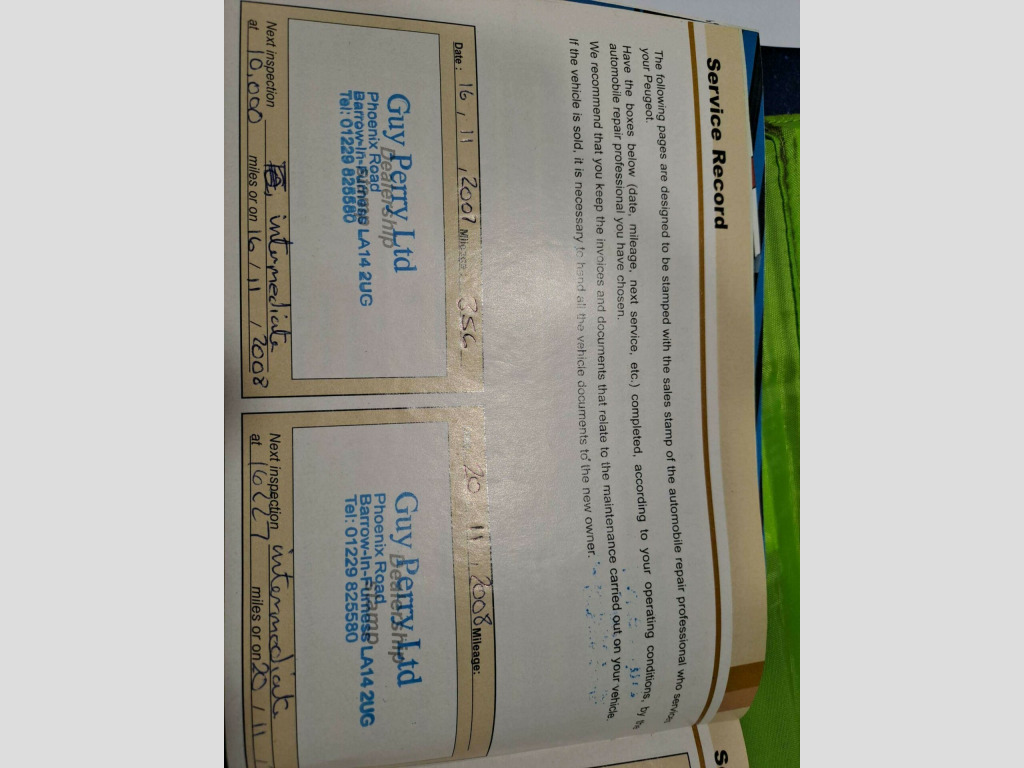 Service Record
The following pages are designed to be stamped with the sales stamp of the automobile repair professional who
your Peugeot.
Have the boxes below (date, mileage, next service, etc.) completed, according to your operating conditions, by the
automobile repair professional you have chosen.
We recommend that you keep the invoices and documents that relate to the maintenance carried out on your vehicle.
If the vehicle is sold, it is necessary to hand all the vehicle documents to the new owner.
Date: 16 / 11 / 2007 Mileage: 356
Guy Perry Ltd
Dealership
Phoenix Road
Barrow-In-Furness LA14 2UG
Tel: 01229 825580
Next inspection intermediate
at 10,000 miles or on 16 / 11 / 2008
20 11 / 2008 Mileage:
Guy Perry Ltd
Dealership
Phoenix Road
stamp
Barrow-In-Furness LA14 2UG
Tel: 01229 825580
Next inspection intermediate
at 16227 miles or on 20 / 11 /